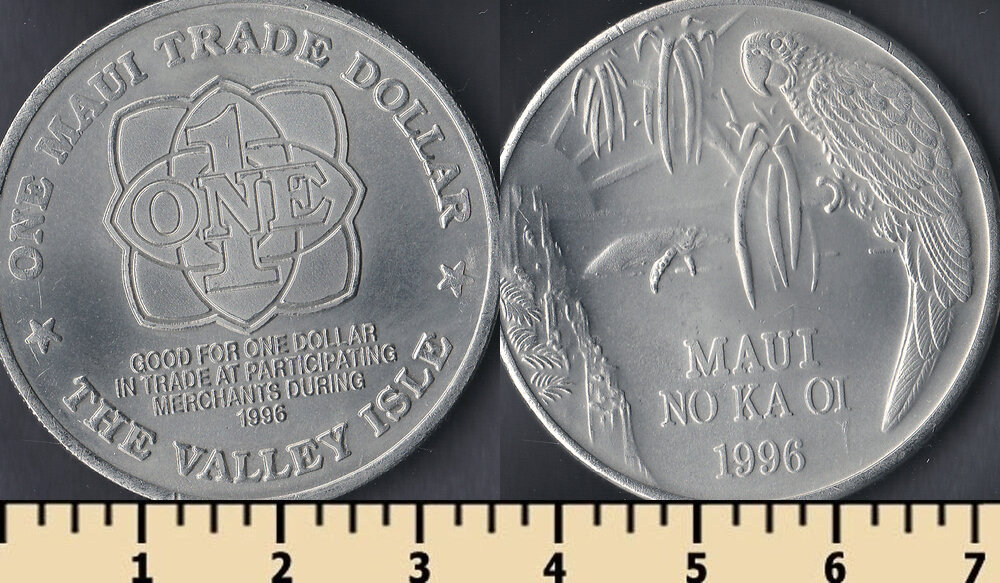 ONE MAUI TRADE DOLLAR
1
ONE
GOOD FOR ONE DOLLAR
IN TRADE AT PARTICIPATING
MERCHANTS DURING
1996
THE VALLEY ISLE
MAUI
NO KA OI
1996
1 2 3 4 5 6 7